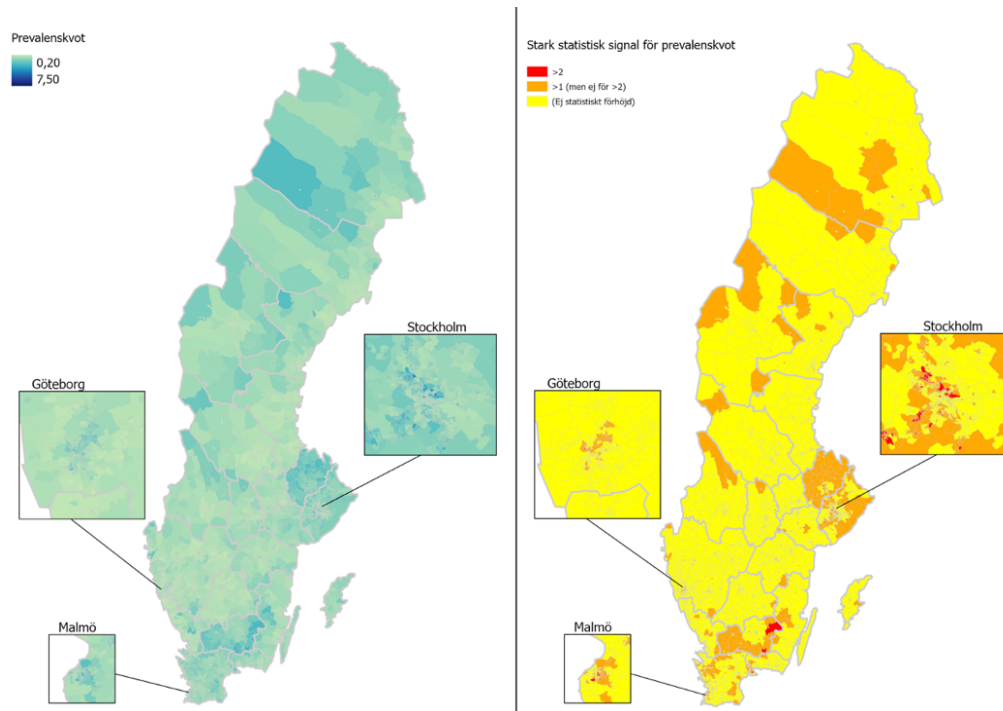 Prevalenskvot
0,20
7,50
Stockholm
Göteborg
Malmö
Stark statistisk signal för prevalenskvot
>2
>1 (men ej för >2)
(Ej statistiskt förhöjd)
Stockholm
Göteborg
Malmö